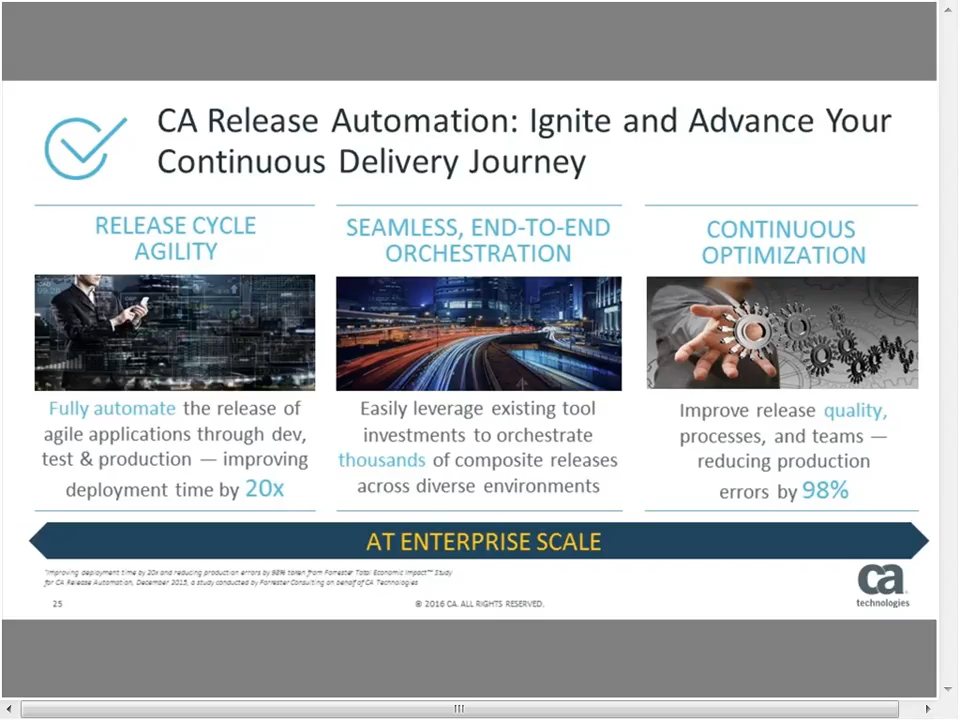 CA Release Automation: Ignite and Advance Your
Continuous Delivery Journey
RELEASE CYCLE
AGILITY
Fully automate the release of
agile applications through dev,
test & production — improving
deployment time by 20x
SEAMLESS, END-TO-END
ORCHESTRATION
Easily leverage existing tool
investments to orchestrate
thousands of composite releases
across diverse environments
CONTINUOUS
OPTIMIZATION
Improve release quality,
processes, and teams —
reducing production
errors by 98%
AT ENTERPRISE SCALE
*Improving deployment time by 20x and reducing production errors by 98% taken from Forrester Total Economic Impact™ Study
for CA Release Automation, December 2015, a study conducted by Forrester Consulting on behalf of CA Technologies
25
© 2016 CA. ALL RIGHTS RESERVED.
ca
technologies